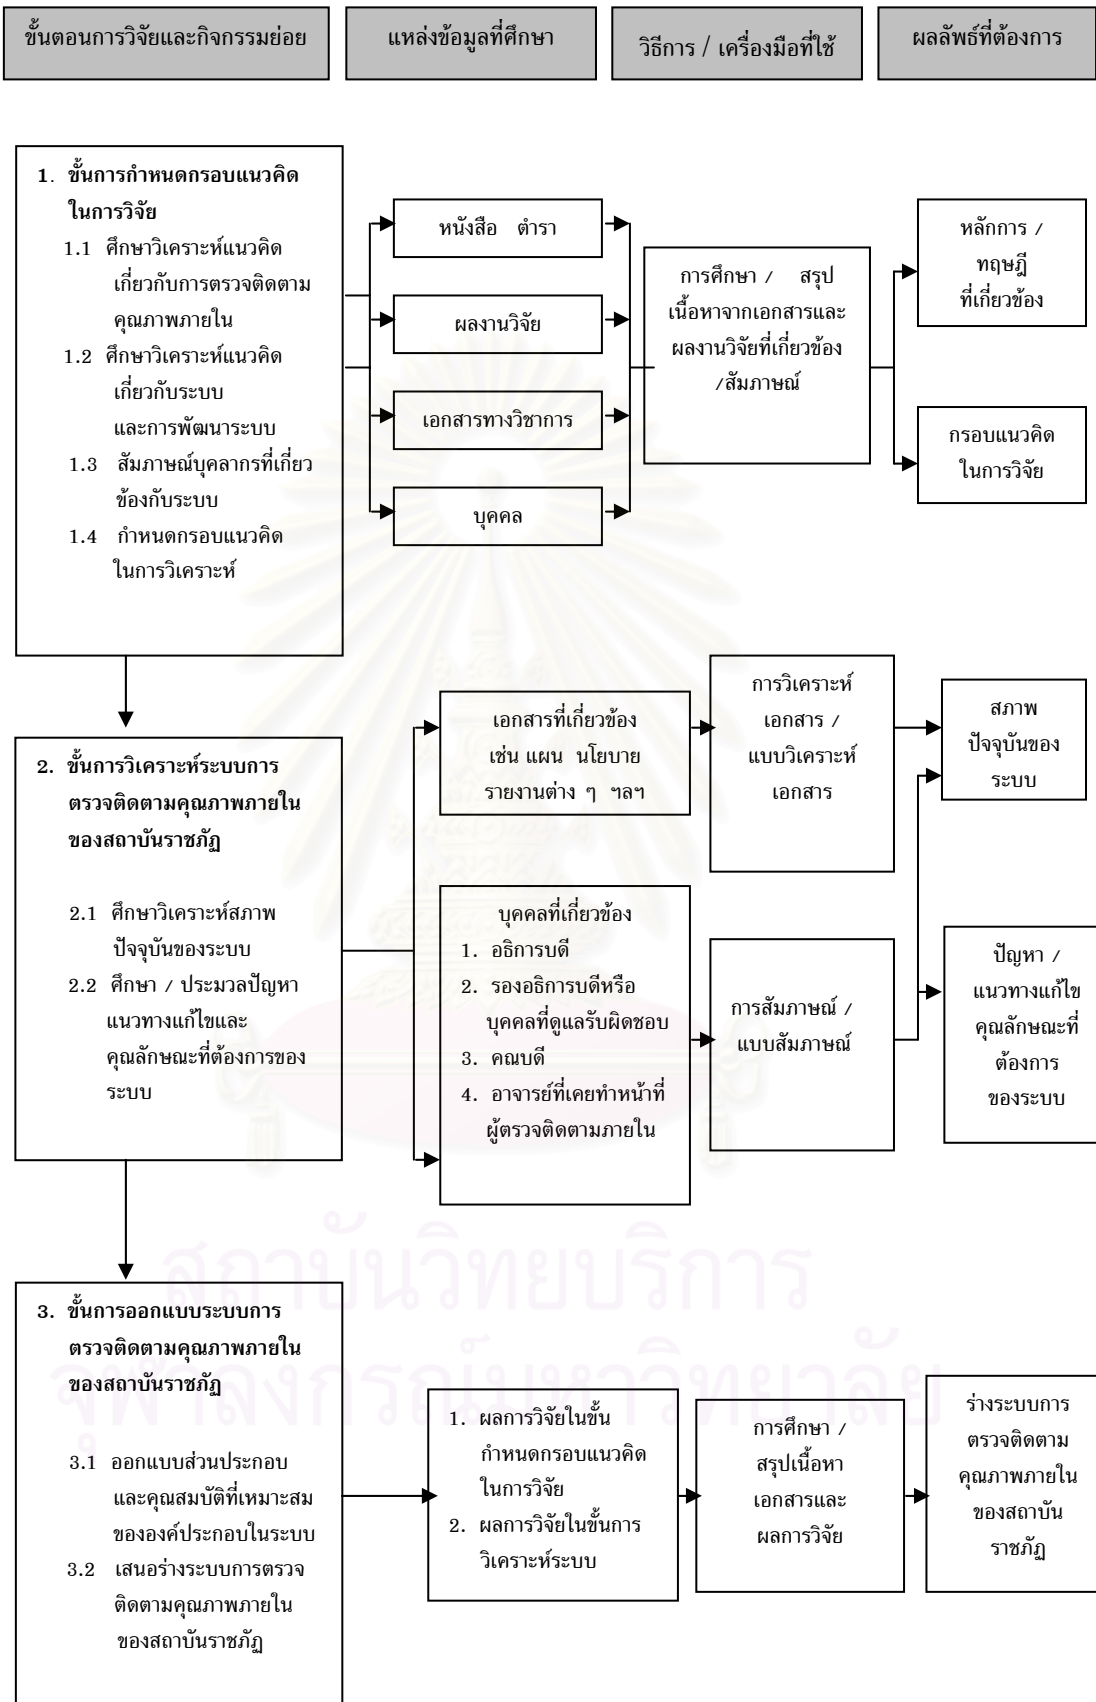 ขั้นตอนการวิจัยและกิจกรรมย่อย
แหล่งข้อมูลที่ศึกษา
วิธีการ / เครื่องมือที่ใช้
ผลลัพธ์ที่ต้องการ
1. ขั้นการกำหนดกรอบแนวคิด
ในการวิจัย
1.1 ศึกษาวิเคราะห์แนวคิด
เกี่ยวกับการตรวจติดตาม
คุณภาพภายใน
1.2 ศึกษาวิเคราะห์แนวคิด
เกี่ยวกับระบบ
และการพัฒนาระบบ
1.3 สัมภาษณ์บุคลากรที่เกี่ยว
ข้องกับระบบ
1.4 กำหนดกรอบแนวคิด
ในการวิเคราะห์
หนังสือ ตำรา
ผลงานวิจัย
เอกสารทางวิชาการ
บุคคล
การศึกษา / สรุป
เนื้อหาจากเอกสารและ
ผลงานวิจัยที่เกี่ยวข้อง
/สัมภาษณ์
หลักการ /
ทฤษฎี
ที่เกี่ยวข้อง
กรอบแนวคิด
ในการวิจัย
2. ขั้นการวิเคราะห์ระบบการ
ตรวจติดตามคุณภาพภายใน
ของสถาบันราชภัฏ
2.1 ศึกษาวิเคราะห์สภาพ
ปัจจุบันของระบบ
2.2 ศึกษา / ประมวลปัญหา
แนวทางแก้ไขและ
คุณลักษณะที่ต้องการของ
ระบบ
เอกสารที่เกี่ยวข้อง
เช่น แผน นโยบาย
รายงานต่าง ๆ ฯลฯ
บุคคลที่เกี่ยวข้อง
1. อธิการบดี
2. รองอธิการบดีหรือ
บุคคลที่ดูแลรับผิดชอบ
3. คณบดี
4. อาจารย์ที่เคยทำหน้าที่
ผู้ตรวจติดตามภายใน
การวิเคราะห์
เอกสาร /
แบบวิเคราะห์
เอกสาร
การสัมภาษณ์ /
แบบสัมภาษณ์
สภาพ
ปัจจุบันของ
ระบบ
ปัญหา /
แนวทางแก้ไข
คุณลักษณะที่
ต้องการ
ของระบบ
สถาบันวิทยบริการ
จุฬาลงกรณ์มหาวิทยาลัย
3. ขั้นการออกแบบระบบการ
ตรวจติดตามคุณภาพภายใน
ของสถาบันราชภัฏ
3.1 ออกแบบส่วนประกอบ
และคุณสมบัติที่เหมาะสม
ขององค์ประกอบในระบบ
3.2 เสนอร่างระบบการตรวจ
ติดตามคุณภาพภายใน
ของสถาบันราชภัฏ
1. ผลการวิจัยในขั้น
กำหนดกรอบแนวคิด
ในการวิจัย
2. ผลการวิจัยในขั้นการ
วิเคราะห์ระบบ
การศึกษา /
สรุปเนื้อหา
เอกสารและ
ผลการวิจัย
ร่างระบบการ
ตรวจติดตาม
คุณภาพภายใน
ของสถาบัน
ราชภัฏ